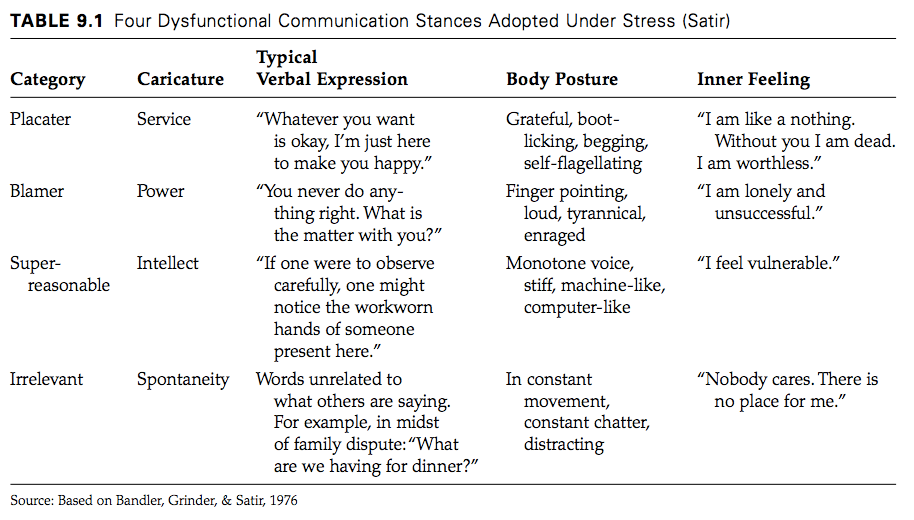 TABLE 9.1 Four Dysfunctional Communication Stances Adopted Under Stress (Satir)
Category Caricature Typical Verbal Expression Body Posture Inner Feeling
Placater Service “Whatever you want Grateful, boot- “I am like a nothing.
is okay, I’m just here licking, begging, Without you I am dead.
to make you happy.” self-flagellating I am worthless.”
Blamer Power “You never do any- Finger pointing, “I am lonely and
thing right. What is loud, tyrannical, unsuccessful.”
the matter with you?” enraged
Super- Intellect “If one were to observe Monotone voice, “I feel vulnerable.”
reasonable carefully, one might stiff, machine-like,
notice the workworn computer-like
hands of someone
present here.”
Irrelevant Spontaneity Words unrelated to In constant “Nobody cares. There is
what others are saying. movement, no place for me.”
For example, in midst constant chatter,
of family dispute: “What distracting
are we having for dinner?”
Source: Based on Bandler, Grinder, & Satir, 1976